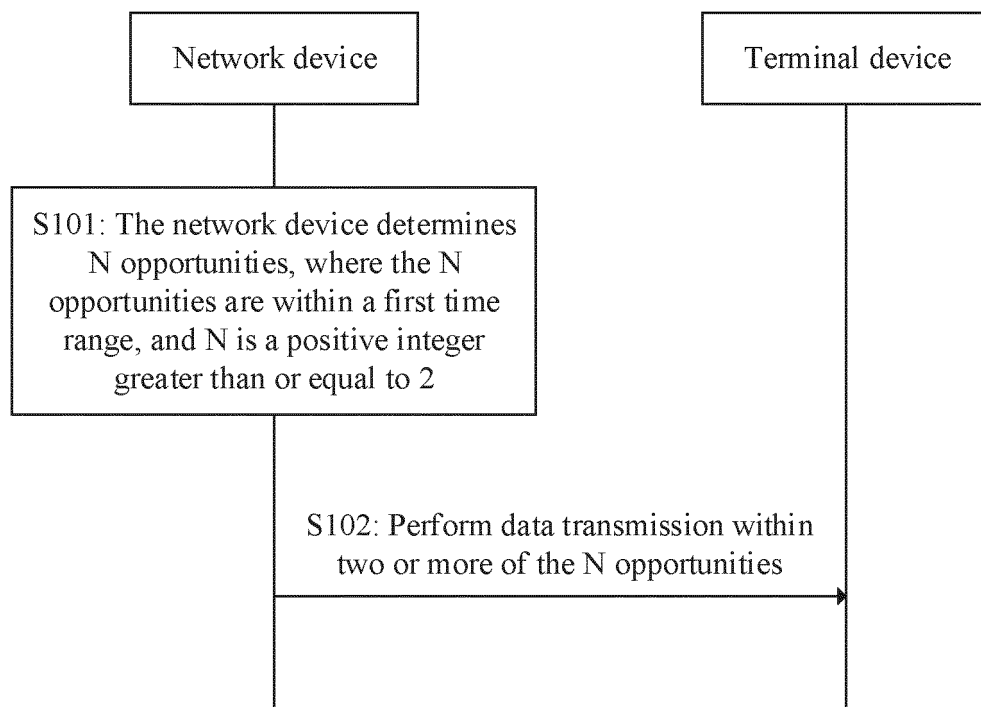 Network device
Terminal device
S101: The network device determines
N opportunities, where the N
opportunities are within a first time
range, and N is a positive integer
greater than or equal to 2
S102: Perform data transmission within
two or more of the N opportunities